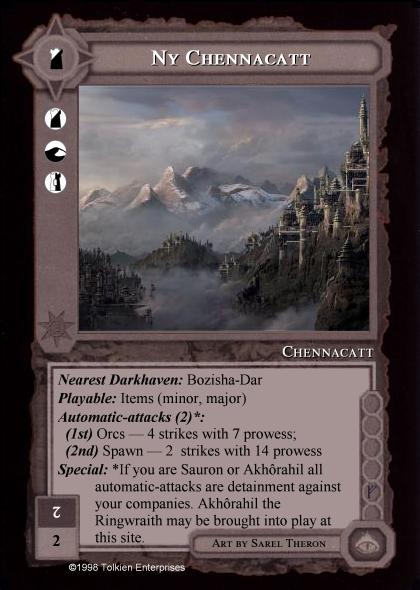 Ny Chennacatt
Chennacatt
Nearest Darkhaven: Bozisha-Dar
Playable: Items (minor, major)
Automatic-attacks (2)*:
(1st) Orcs — 4 strikes with 7 prowess;
(2nd) Spawn — 2 strikes with 14 prowess
Special: *If you are Sauron or Akhôrahil all
automatic-attacks are detainment against
your companies. Akhôrahil the
Ringwraith may be brought into play at
this site.
2
2
Art by Sarel Theron
©1998 Tolkien Enterprises